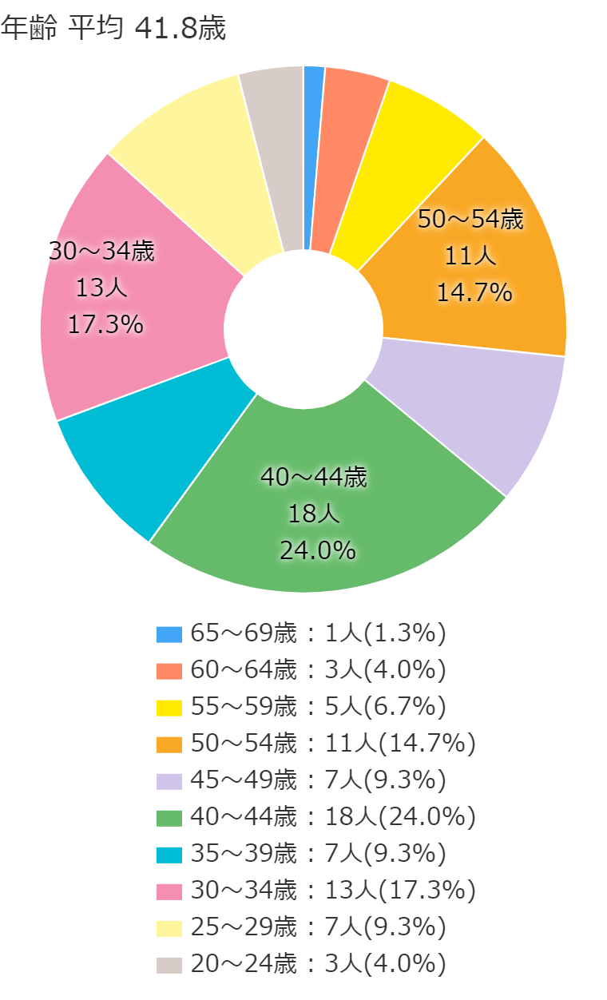 年齢 平均 41.8歳
50～54歳
11人
14.7%
30～34歳
13人
17.3%
40～44歳
18人
24.0%
65～69歳：1人(1.3%)
60～64歳：3人(4.0%)
55～59歳：5人(6.7%)
50～54歳：11人(14.7%)
45～49歳：7人(9.3%)
40～44歳：18人(24.0%)
35～39歳：7人(9.3%)
30～34歳：13人(17.3%)
25～29歳：7人(9.3%)
20～24歳：3人(4.0%)